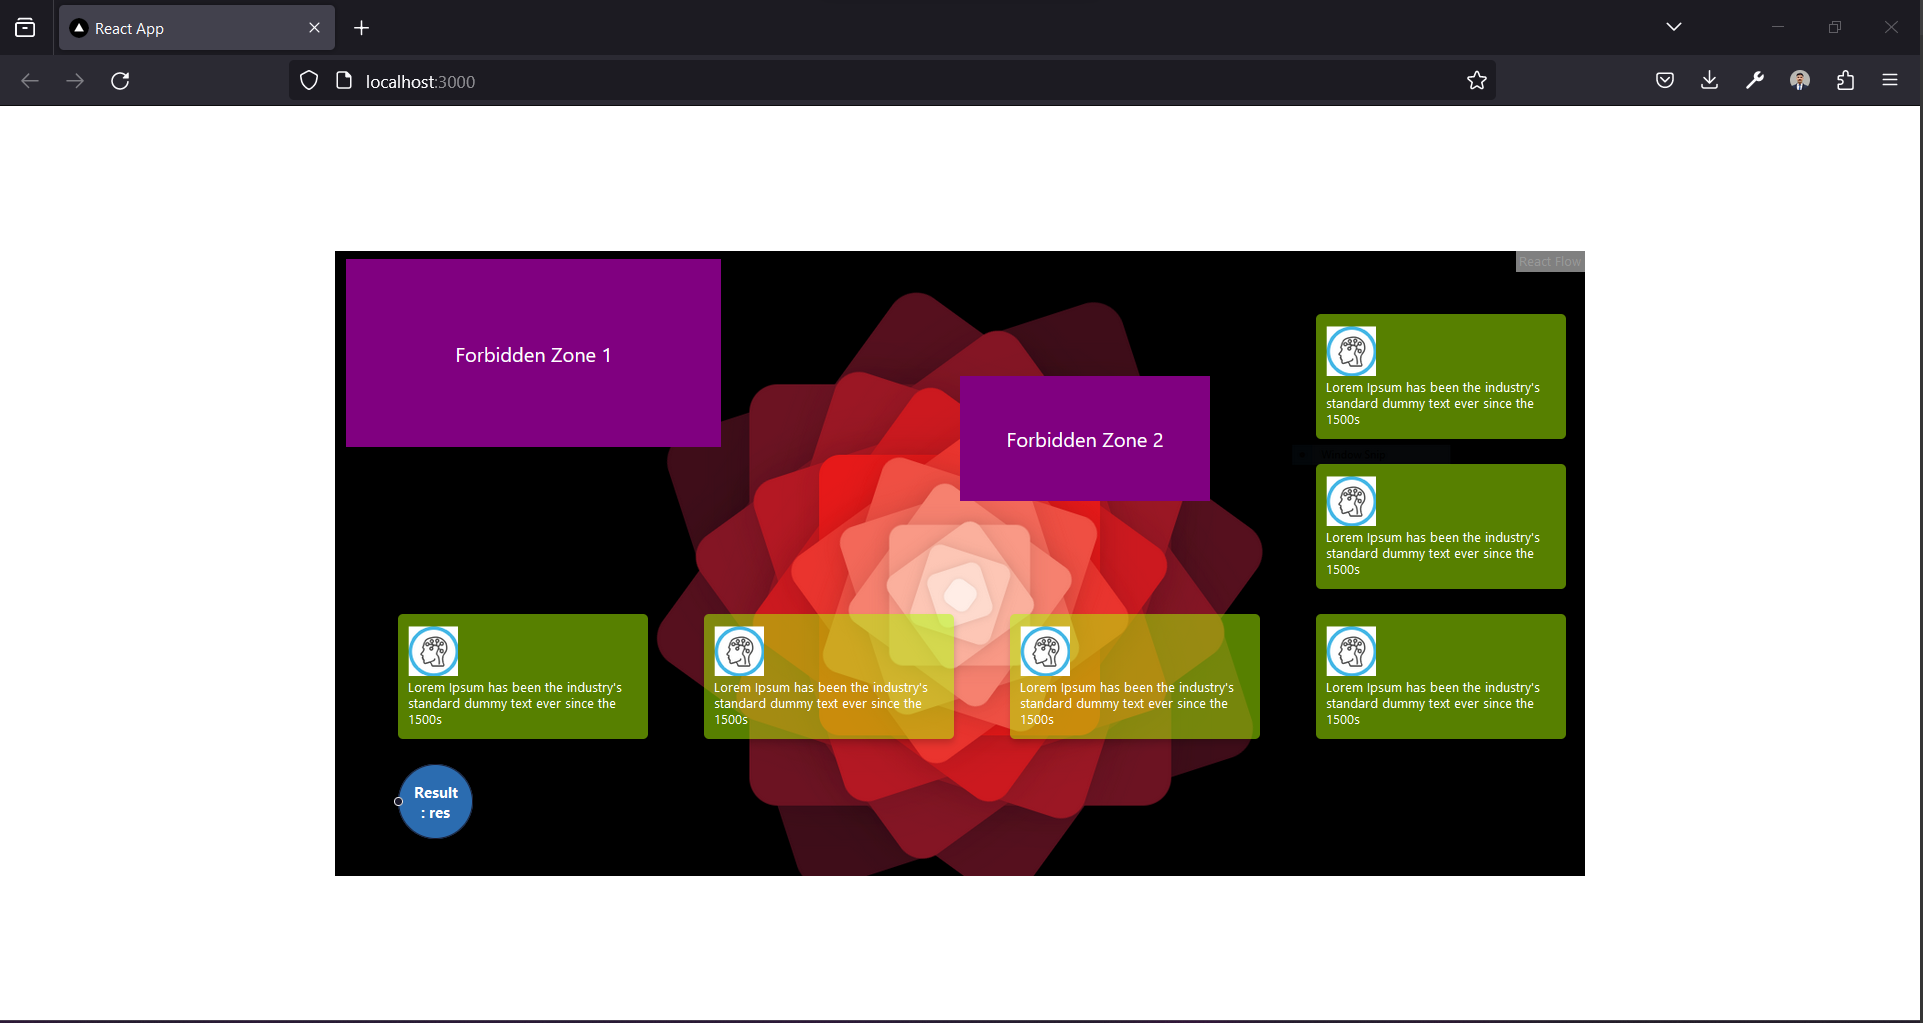 React App
localhost:3000
React Flow
Forbidden Zone 1
Forbidden Zone 2
Lorem Ipsum has been the industry's
standard dummy text ever since the
1500s
Lorem Ipsum has been the industry's
standard dummy text ever since the
1500s
Lorem Ipsum has been the industry's
standard dummy text ever since the
1500s
Lorem Ipsum has been the industry's
standard dummy text ever since the
1500s
Lorem Ipsum has been the industry's
standard dummy text ever since the
1500s
Lorem Ipsum has been the industry's
standard dummy text ever since the
1500s
Result
: res